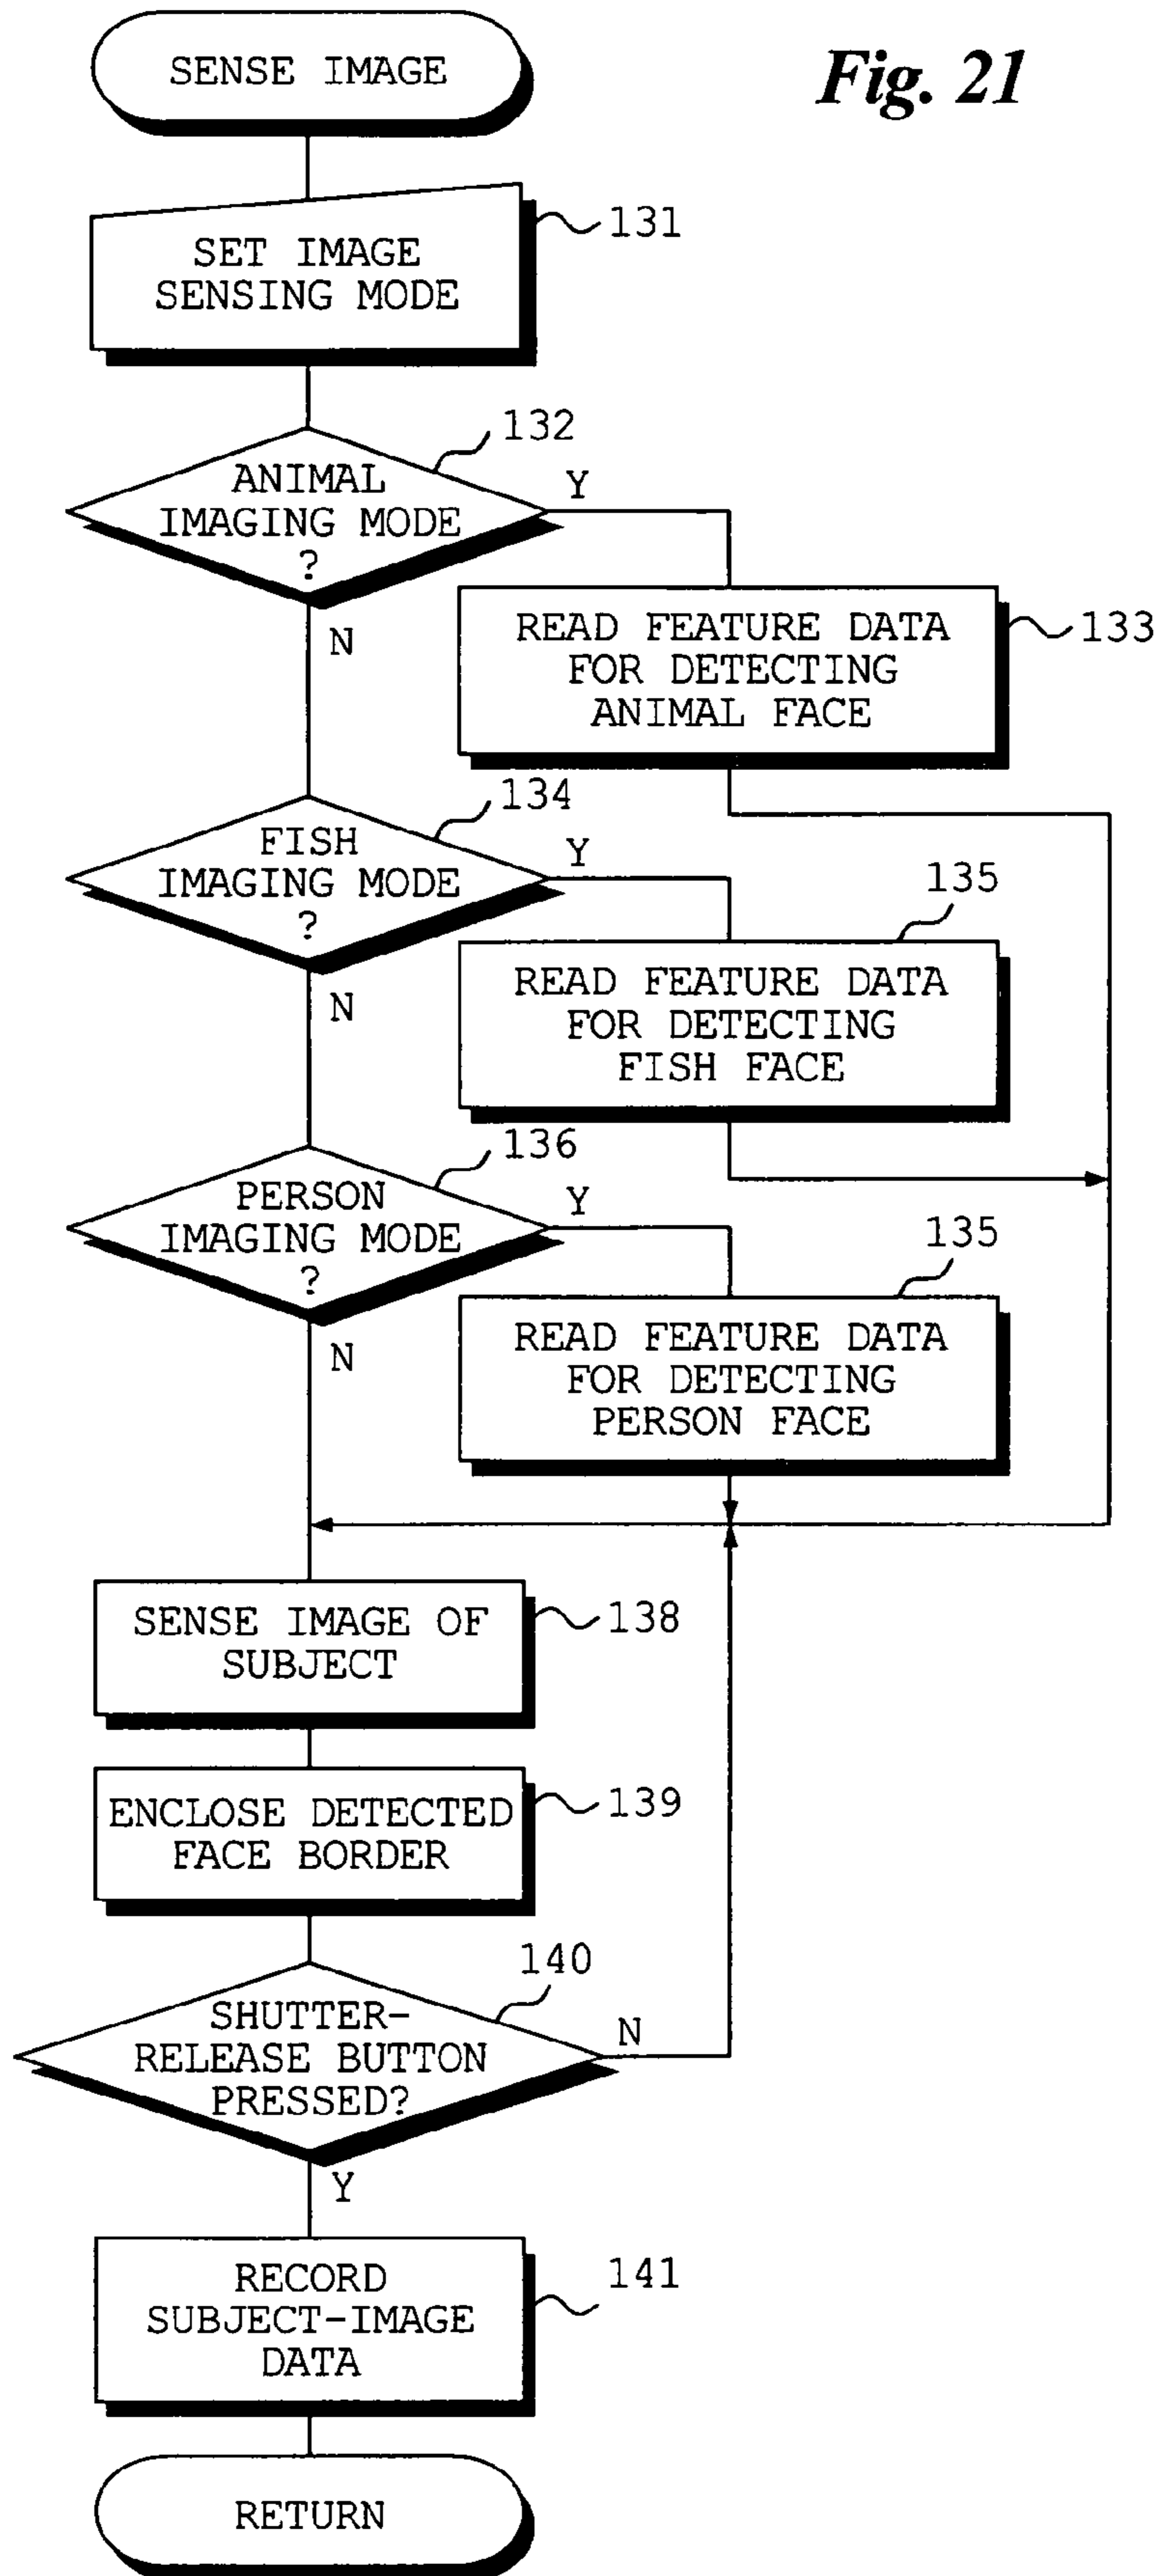 Fig. 21
SENSE IMAGE
131
SET IMAGE
SENSING MODE
132
ANIMAL
IMAGING MODE
?
Y
N
READ FEATURE DATA
FOR DETECTING
ANIMAL FACE
133
134
FISH
IMAGING MODE
?
Y
N
135
READ FEATURE DATA
FOR DETECTING
FISH FACE
136
PERSON
IMAGING MODE
?
Y
N
135
READ FEATURE DATA
FOR DETECTING
PERSON FACE
SENSE IMAGE OF
SUBJECT
138
ENCLOSE DETECTED
FACE BORDER
139
140
SHUTTER-
RELEASE BUTTON
PRESSED?
N
Y
RECORD
SUBJECT-IMAGE
DATA
141
RETURN